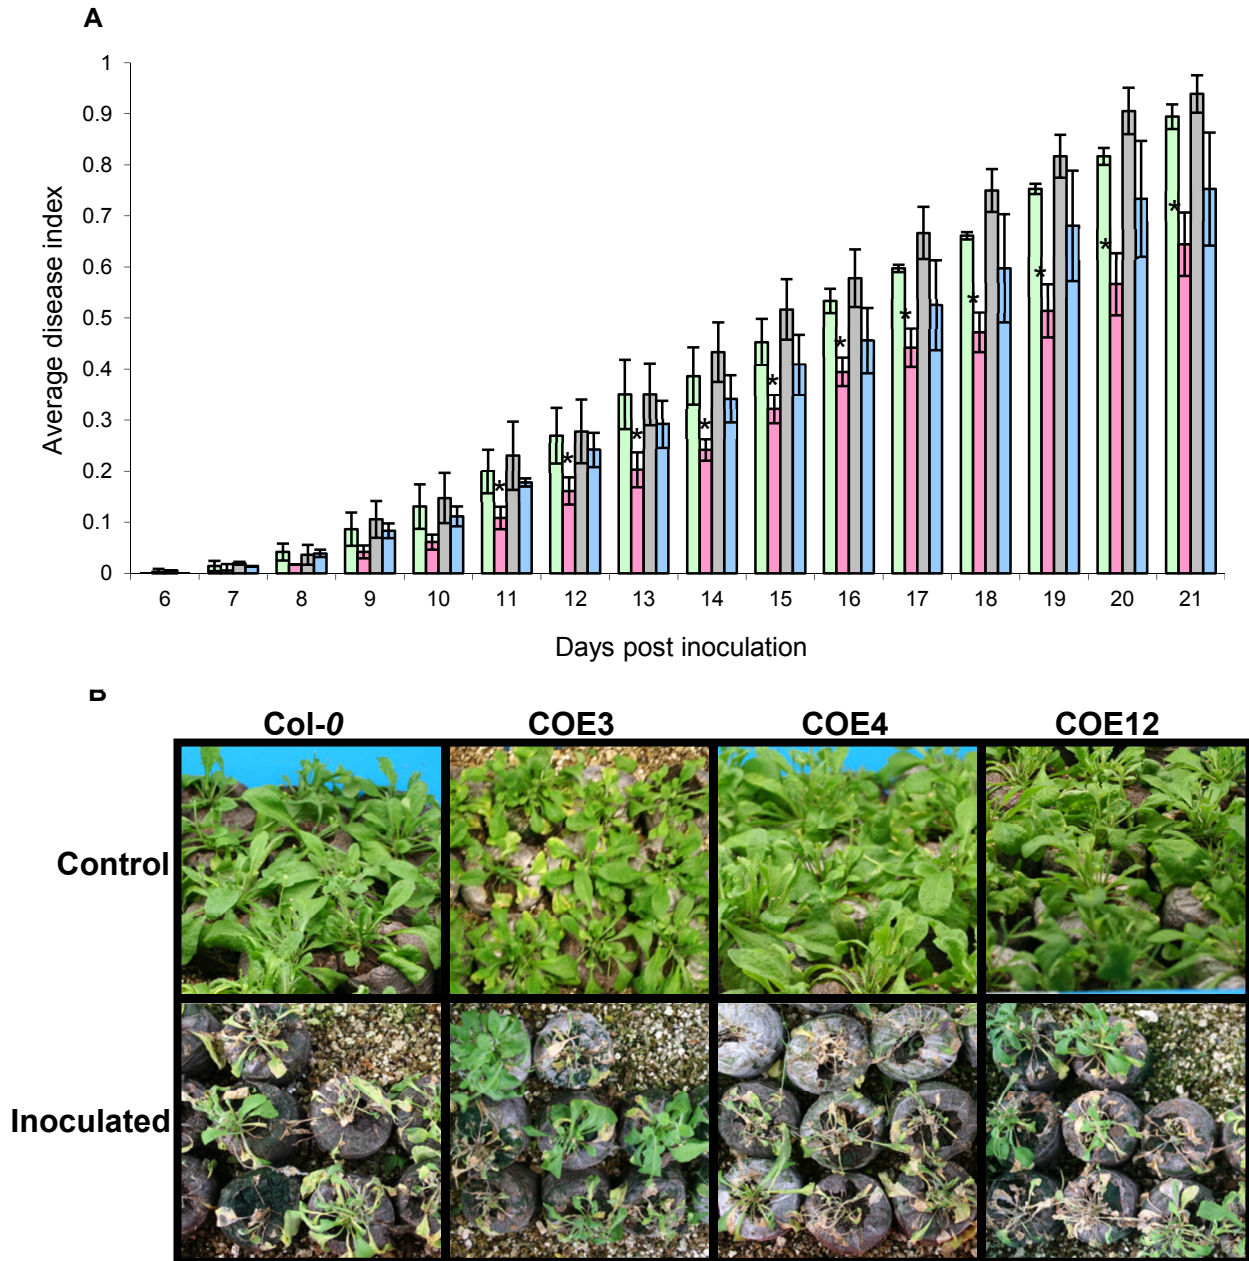 A
1
0.9
0.8
0.7
0.6
0.5
0.4
0.3
0.2
0.1
0
Average disease index
* * * * * * * * * * *
6 7 8 9 10 11 12 13 14 15 16 17 18 19 20 21
Days post inoculation
B
Col-0 COE3 COE4 COE12
Control
Inoculated